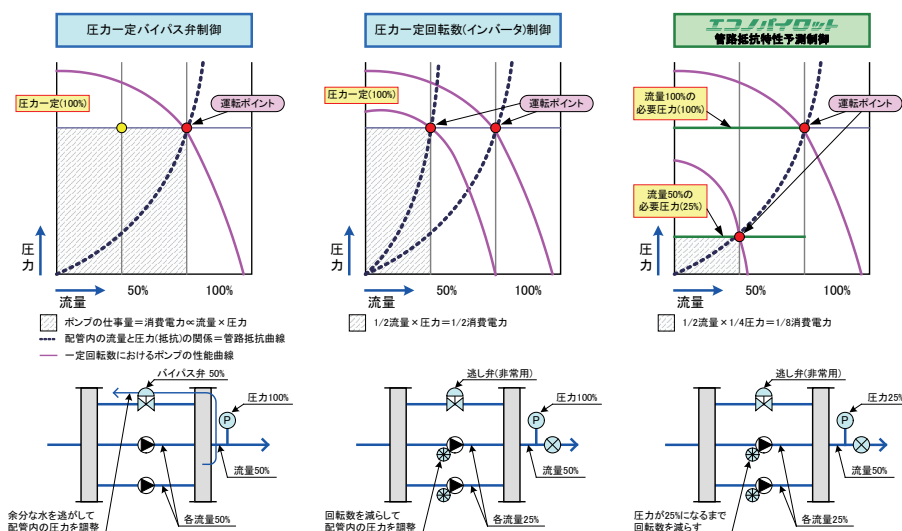 圧力一定バイパス弁制御
圧力一定(100%)
運転ポイント
圧力
流量
50%
100%
ポンプの仕事量＝消費電力∝流量×圧力
配管内の流量と圧力(抵抗)の関係＝管路抵抗曲線
一定回転数におけるポンプの性能曲線
バイパス弁 50%
圧力100%
P
流量50%
各流量50%
余分な水を逃がして
配管内の圧力を調整
圧力一定回転数(インバータ)制御
圧力一定(100%)
運転ポイント
圧力
流量
50%
100%
1/2流量×圧力＝1/2消費電力
逃し弁(非常用)
圧力100%
P
流量50%
各流量25%
回転数を減らして
配管内の圧力を調整
エコノパイロット
管路抵抗特性予測制御
流量100%の
必要圧力(100%)
運転ポイント
流量50%の
必要圧力(25%)
圧力
流量
50%
100%
1/2流量×1/4圧力＝1/8消費電力
逃し弁(非常用)
圧力25%
P
流量50%
各流量25%
圧力が25%になるまで
回転数を減らす